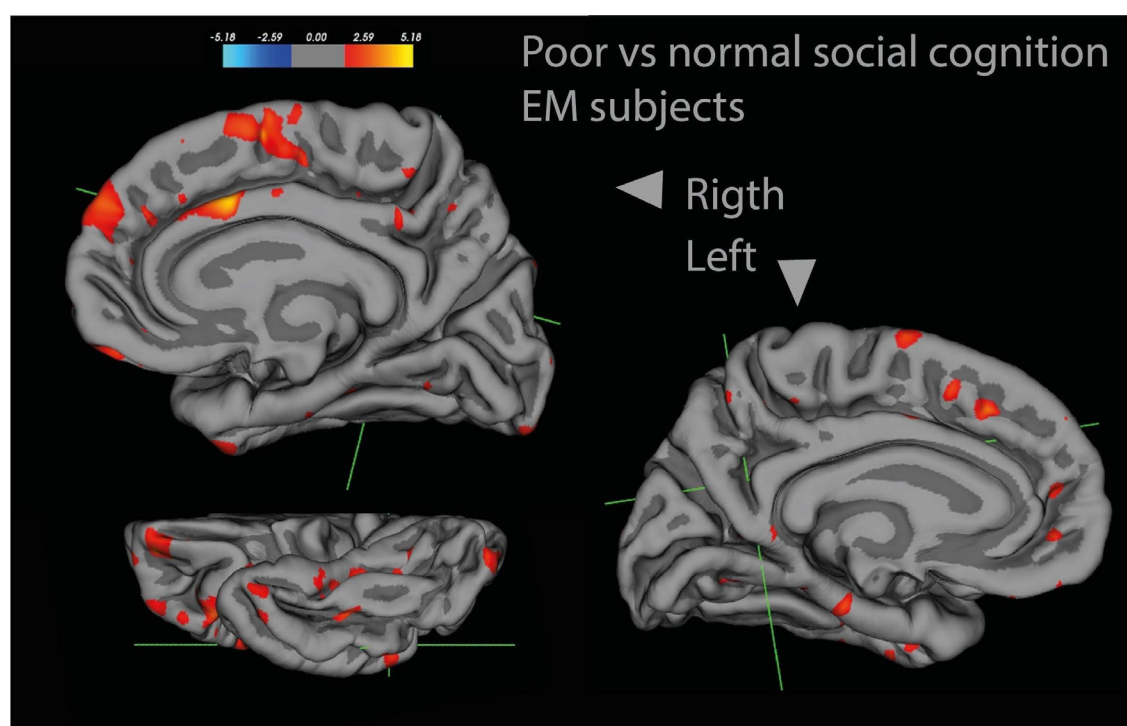 -5.18 -2.59 0.00 2.59 5.18
Poor vs normal social cognition
EM subjects
Rigth
Left